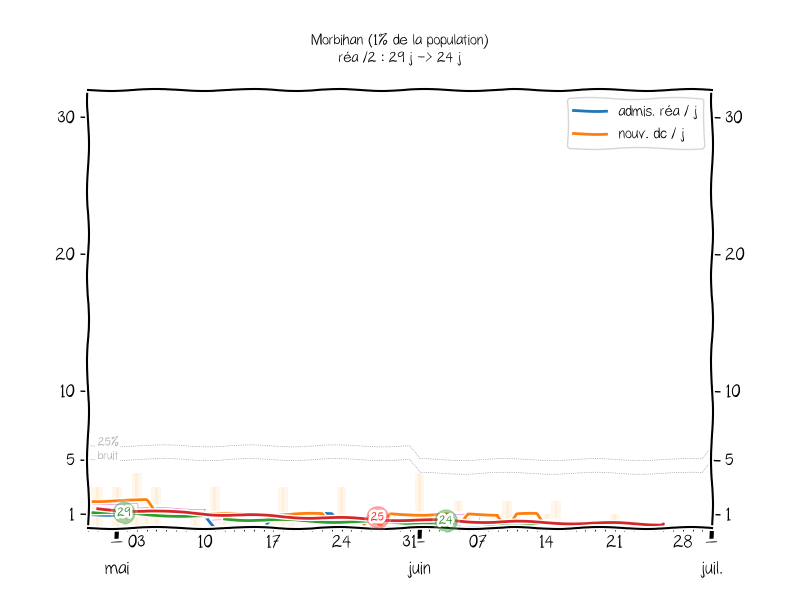 Morbihan (1% de la population)
réa /2 : 29 j -> 24 j
admis. réa / j
nouv. dc / j
30
30
20
20
10
10
25%
bruit
5
5
29
25
24
1
1
03
10
17
24
31
07
14
21
28
mai
juin
juil.